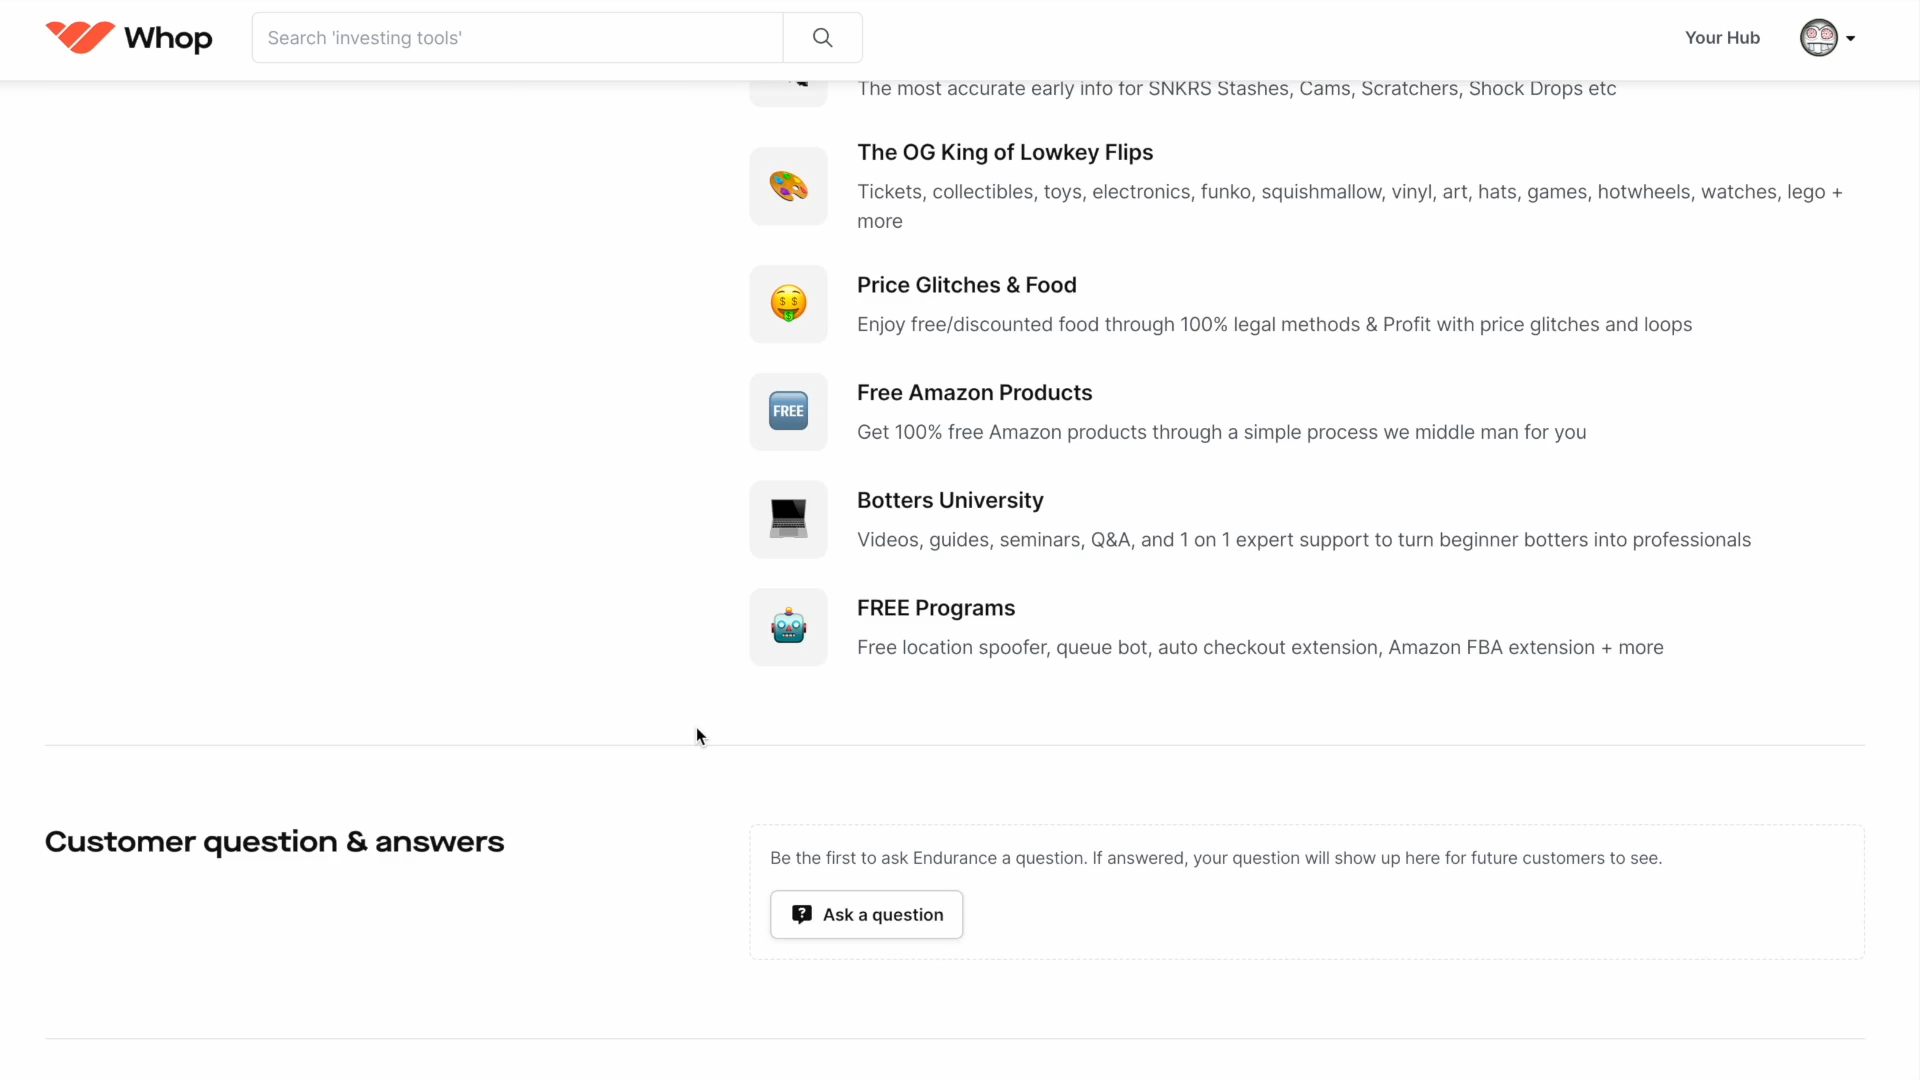 Whop
Search 'investing tools'
Your Hub
The most accurate early info for SNKRS Stashes, Cams, Scratchers, Shock Drops etc
The OG King of Lowkey Flips
Tickets, collectibles, toys, electronics, funko, squishmallow, vinyl, art, hats, games, hotwheels, watches, lego +
more
Price Glitches & Food
Enjoy free/discounted food through 100% legal methods & Profit with price glitches and loops
FREE
Free Amazon Products
Get 100% free Amazon products through a simple process we middle man for you
Botters University
Videos, guides, seminars, Q&A, and 1 on 1 expert support to turn beginner botters into professionals
FREE Programs
Free location spoofer, queue bot, auto checkout extension, Amazon FBA extension + more
Customer question & answers
Be the first to ask Endurance a question. If answered, your question will show up here for future customers to see.
Ask a question